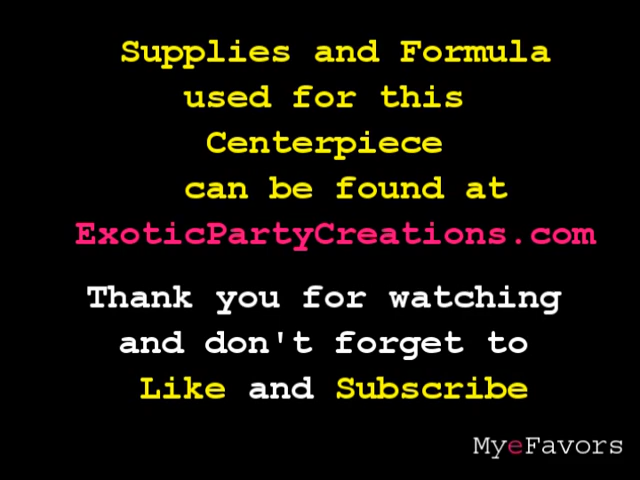 Supplies and Formula
used for this
Centerpiece
can be found at
ExoticPartyCreations.com
Thank you for watching
and don't forget to
Like and Subscribe
MyeFavors